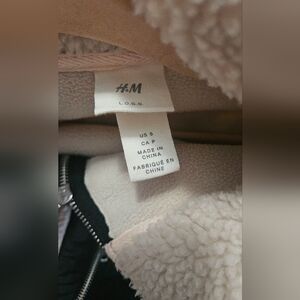 H&M
L.O.G.G.
US S
CA P
MADE IN
CHINA
FABRIQUÉ EN
CHINE